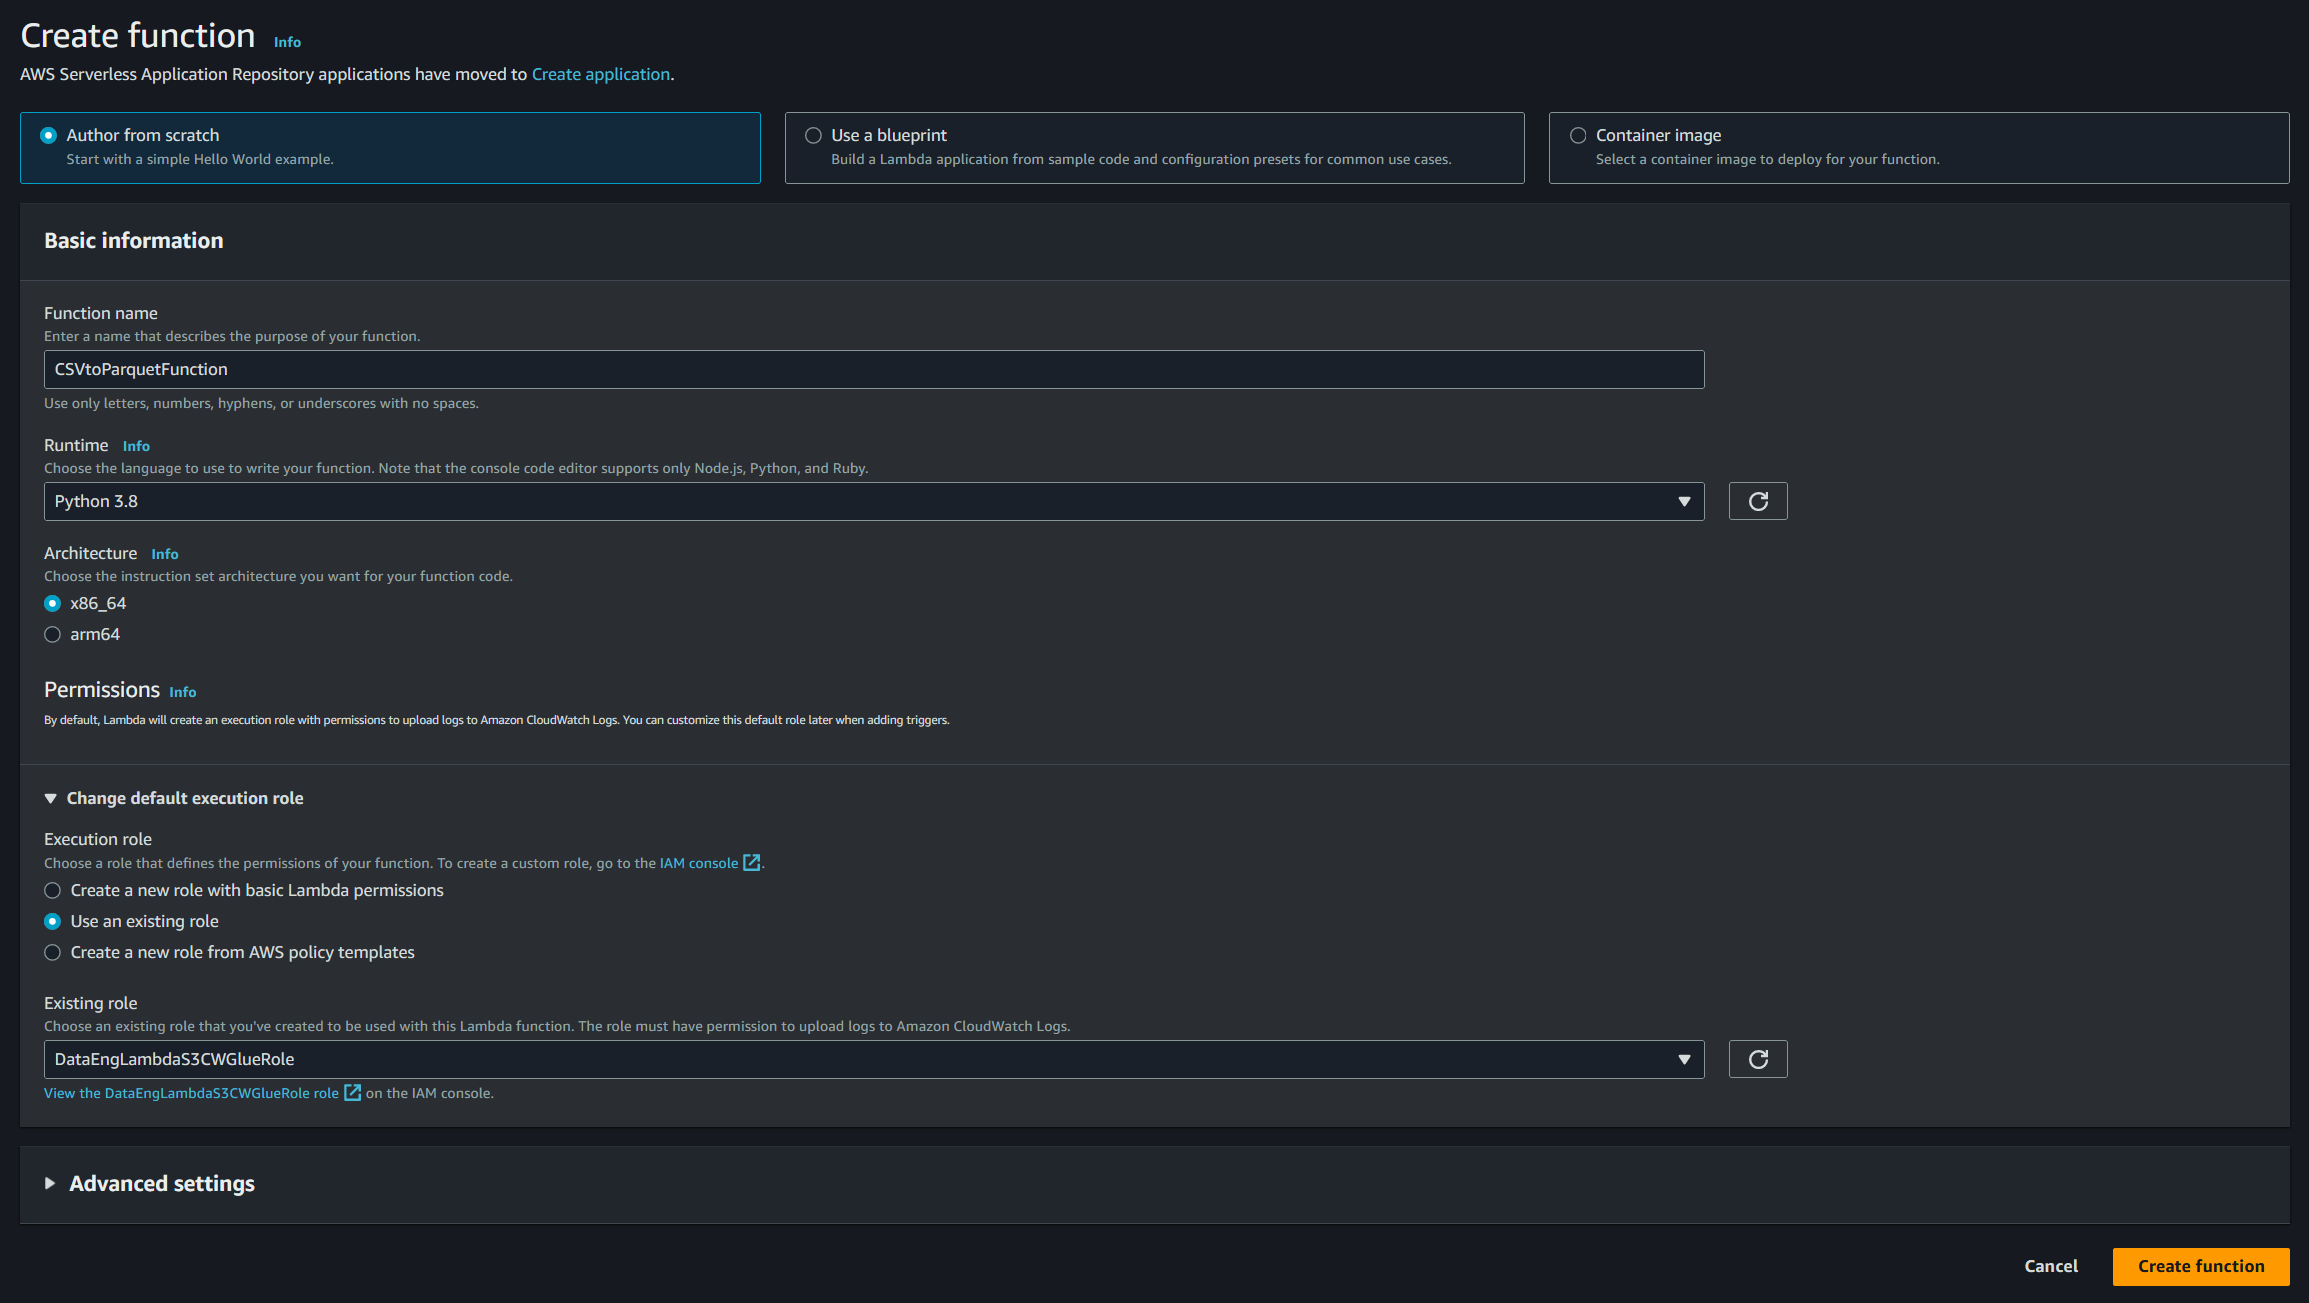 Create function Info
AWS Serverless Application Repository applications have moved to Create application.
Author from scratch
Start with a simple Hello World example.
Use a blueprint
Build a Lambda application from sample code and configuration presets for common use cases.
Container image
Select a container image to deploy for your function.
Basic information
Function name
Enter a name that describes the purpose of your function.
CSVtoParquetFunction
Use only letters, numbers, hyphens, or underscores with no spaces.
Runtime Info
Choose the language to use to write your function. Note that the console code editor supports only Node.js, Python, and Ruby.
Python 3.8
Architecture Info
Choose the instruction set architecture you want for your function code.
x86_64
arm64
Permissions Info
By default, Lambda will create an execution role with permissions to upload logs to Amazon CloudWatch Logs. You can customize this default role later when adding triggers.
Change default execution role
Execution role
Choose a role that defines the permissions of your function. To create a custom role, go to the IAM console.
Create a new role with basic Lambda permissions
Use an existing role
Create a new role from AWS policy templates
Existing role
Choose an existing role that you've created to be used with this Lambda function. The role must have permission to upload logs to Amazon CloudWatch Logs.
DataEngLambdaS3CWGlueRole
View the DataEngLambdaS3CWGlueRole role on the IAM console.
Advanced settings
Cancel
Create function